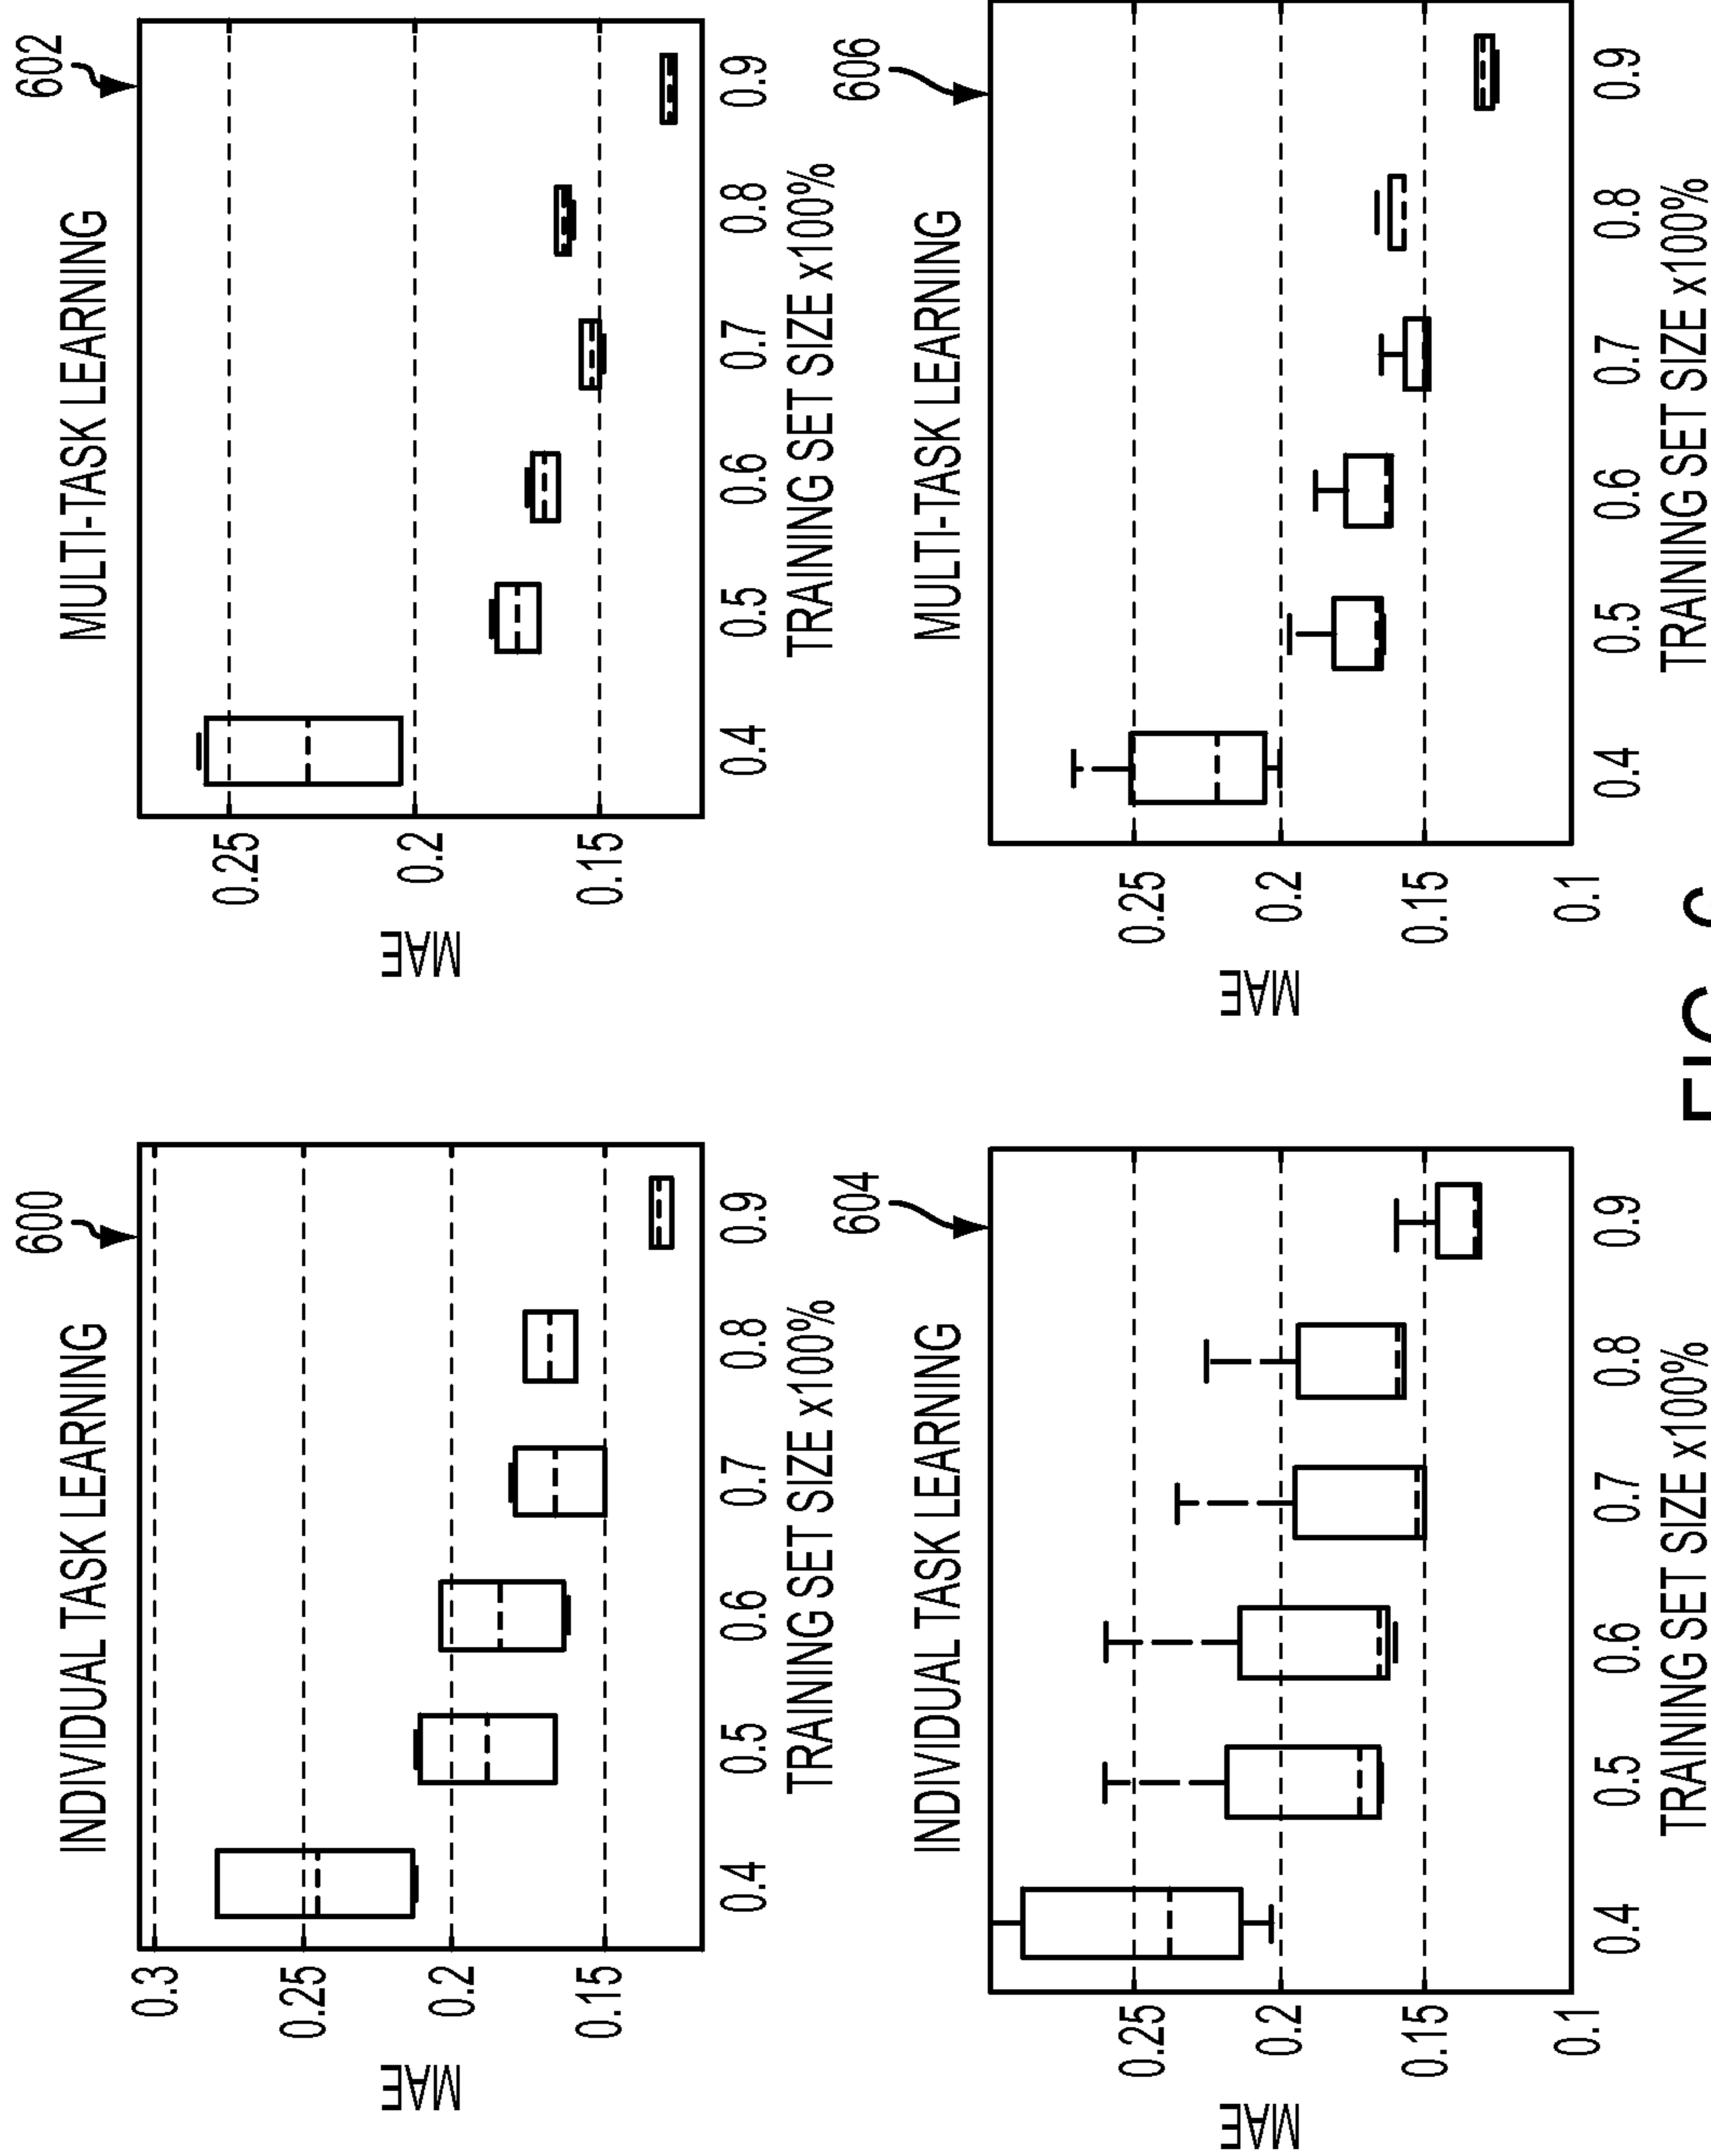 600
INDIVIDUAL TASK LEARNING
MAE
0.3
0.25
0.2
0.15
0.4 0.5 0.6 0.7 0.8 0.9
TRAINING SET SIZE x100%
602
MULTI-TASK LEARNING
MAE
0.25
0.2
0.15
0.4 0.5 0.6 0.7 0.8 0.9
TRAINING SET SIZE x100%
604
INDIVIDUAL TASK LEARNING
MAE
0.25
0.2
0.15
0.1
0.4 0.5 0.6 0.7 0.8 0.9
TRAINING SET SIZE x100%
606
MULTI-TASK LEARNING
MAE
0.25
0.2
0.15
0.1
0.4 0.5 0.6 0.7 0.8 0.9
TRAINING SET SIZE x100%